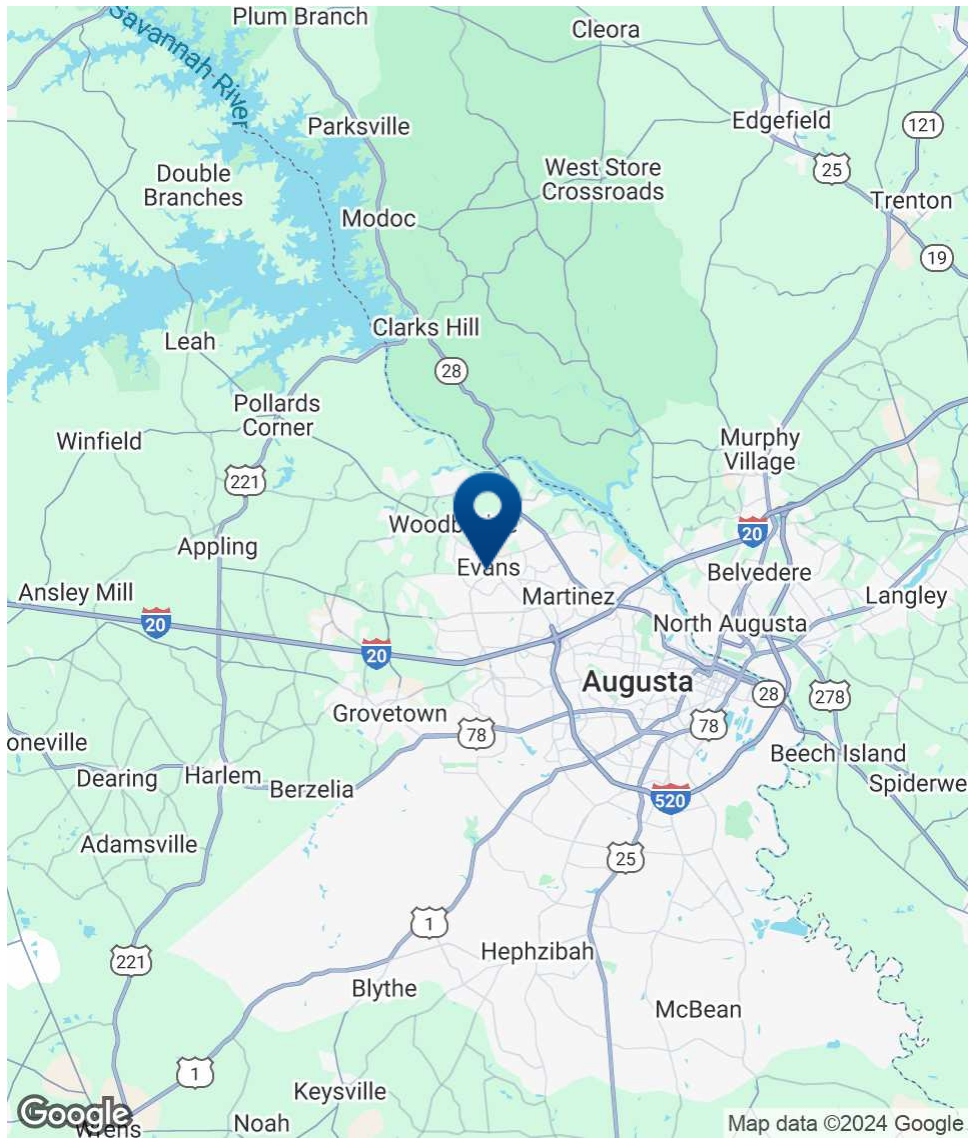 Plum Branch
Cleora
Savannah River
Parksville
Edgefield
121
25
Double
Branches
West Store
Crossroads
Trenton
Modoc
19
Leah
Clarks Hill
28
Pollards
Corner
Winfield
Murphy
Village
221
20
Evans
Appling
Belvedere
Ansley Mill
Martinez
Langley
20
North Augusta
20
Augusta
28
278
Grovetown
78
78
oneville
Beech Island
Dearing
Harlem
Berzelia
Spiderwe
520
Adamsville
25
1
Hephzibah
221
Blythe
McBean
1
Keysville
Google
Wrens
Noah
Map data ©2024 Google